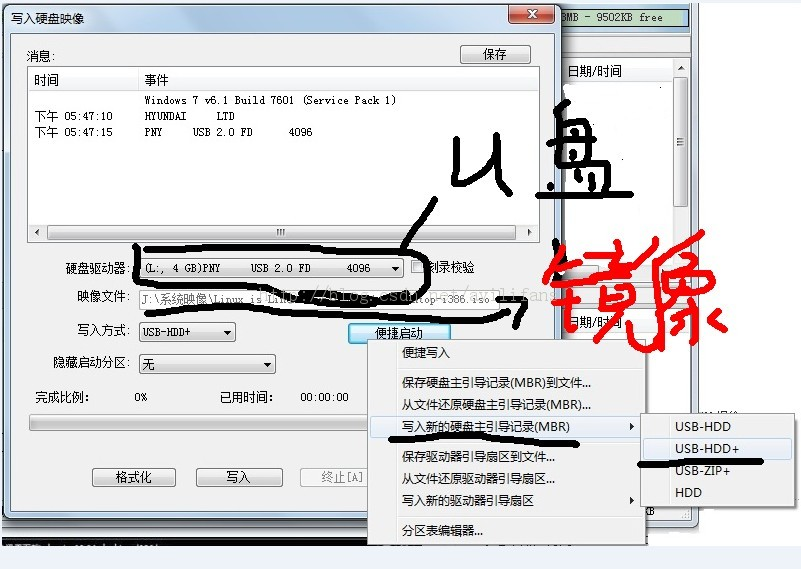 写入硬盘映像
8MB - 9502KB free
消息:
保存
时间 事件
日期/时间
Windows 7 v6.1 Build 7601 (Service Pack 1)
下午 05:47:10 HYUNDAI LTD
下午 05:47:15 PNY USB 2.0 FD 4096
U盘
硬盘驱动器: (L:, 4 GB)PNY USB 2.0 FD 4096 刻录校验
镜象
映像文件: J:\系统映像\Linux is Linu top-i386.iso
http://blog.csdn.net/evilifans
日期/时间
写入方式: USB-HDD+ 便捷启动
隐藏启动分区: 无
便捷写入
完成比例: 0% 已用时间: 00:00:00
保存硬盘主引导记录(MBR)到文件...
从文件还原硬盘主引导记录(MBR)...
写入新的硬盘主引导记录(MBR)
USB-HDD
USB-HDD+
USB-ZIP+
HDD
保存驱动器引导扇区到文件...
从文件还原驱动器引导扇区...
写入新的驱动器引导扇区
分区表编辑器...
格式化 写入 终止[A]
KB